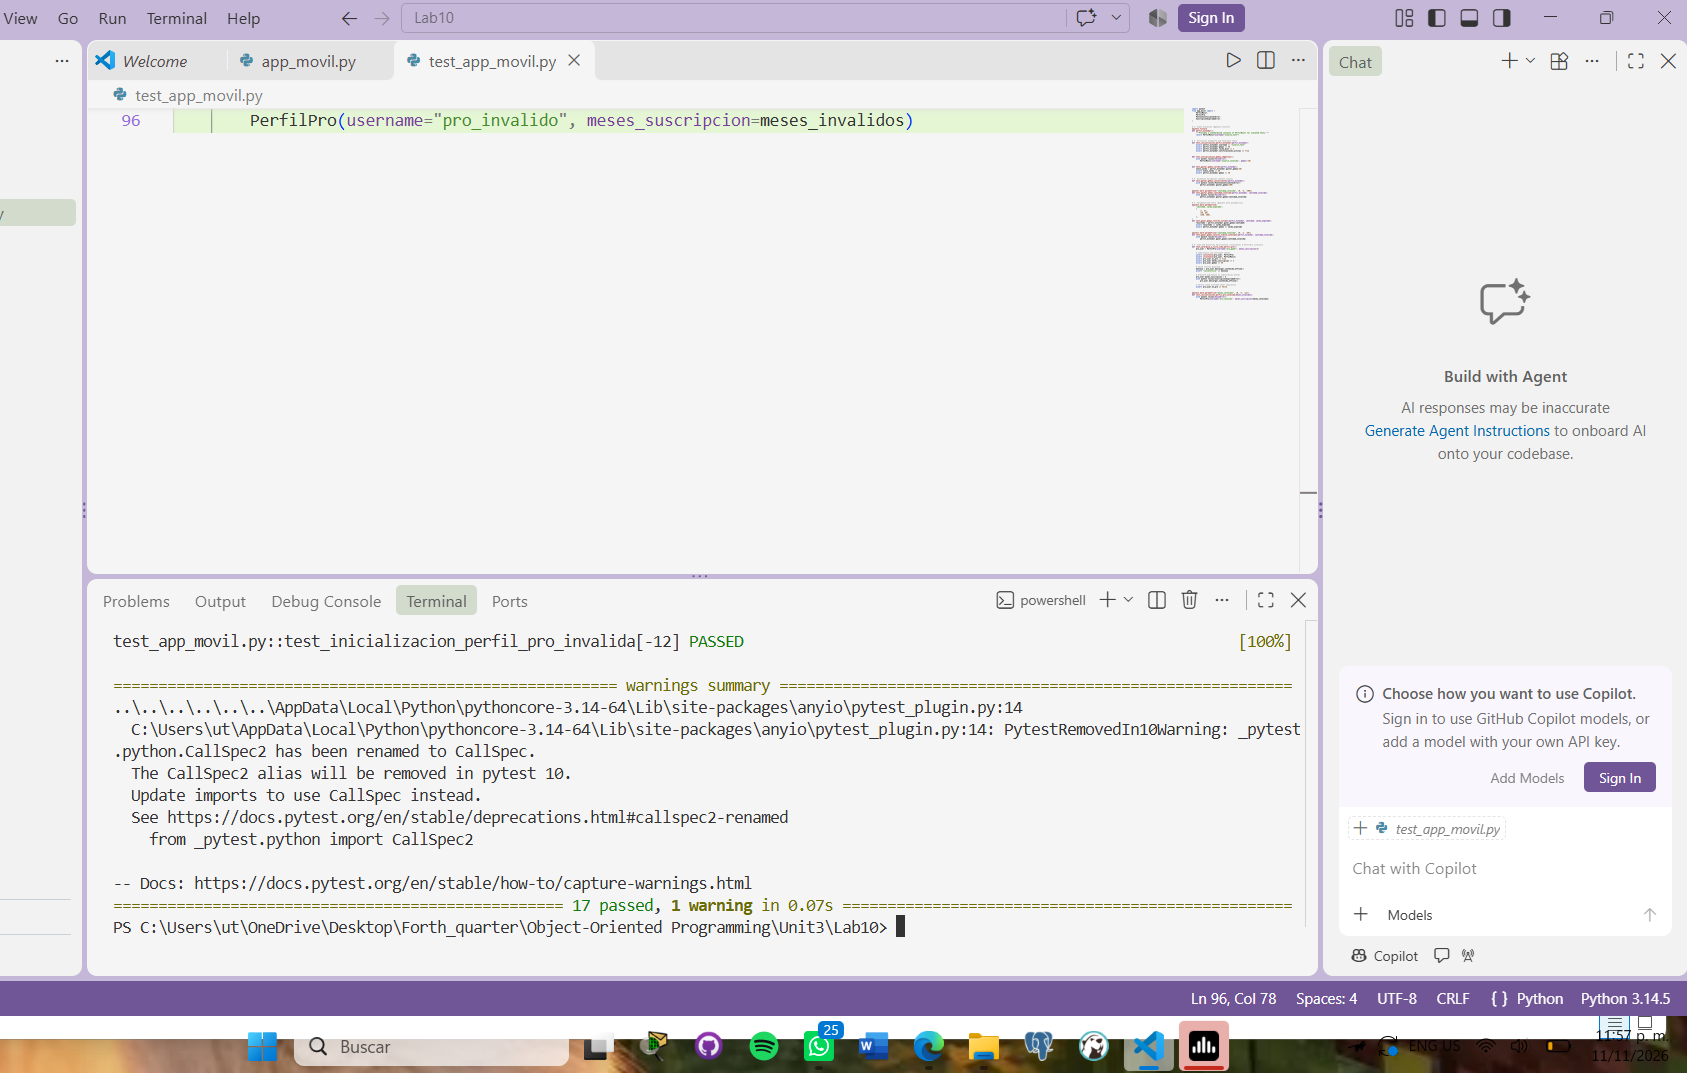 View Go Run Terminal Help
Lab10
Sign In
Welcome
app_movil.py
test_app_movil.py
test_app_movil.py
96 PerfilPro(username="pro_invalido", meses_suscripcion=meses_invalidos)
Problems Output Debug Console Terminal Ports
powershell
test_app_movil.py::test_inicializacion_perfil_pro_invalida[-12] PASSED [100%]
======================================================== warnings summary =========================================================
..\..\..\..\..\..\AppData\Local\Python\pythoncore-3.14-64\Lib\site-packages\anyio\pytest_plugin.py:14
C:\Users\ut\AppData\Local\Python\pythoncore-3.14-64\Lib\site-packages\anyio\pytest_plugin.py:14: PytestRemovedIn10Warning: _pytest
.python.CallSpec2 has been renamed to CallSpec.
The CallSpec2 alias will be removed in pytest 10.
Update imports to use CallSpec instead.
See https://docs.pytest.org/en/stable/deprecations.html#callspec2-renamed
from _pytest.python import CallSpec2
-- Docs: https://docs.pytest.org/en/stable/how-to/capture-warnings.html
================================================== 17 passed, 1 warning in 0.07s ==================================================
PS C:\Users\ut\OneDrive\Desktop\Forth_quarter\Object-Oriented Programming\Unit3\Lab10>
Chat
Build with Agent
AI responses may be inaccurate
Generate Agent Instructions to onboard AI
onto your codebase.
Choose how you want to use Copilot.
Sign in to use GitHub Copilot models, or
add a model with your own API key.
Add Models
Sign In
test_app_movil.py
Chat with Copilot
Models
Copilot
Ln 96, Col 78 Spaces: 4 UTF-8 CRLF {} Python Python 3.14.5
Buscar
25
ENG US
11:57 p. m.
11/11/2026